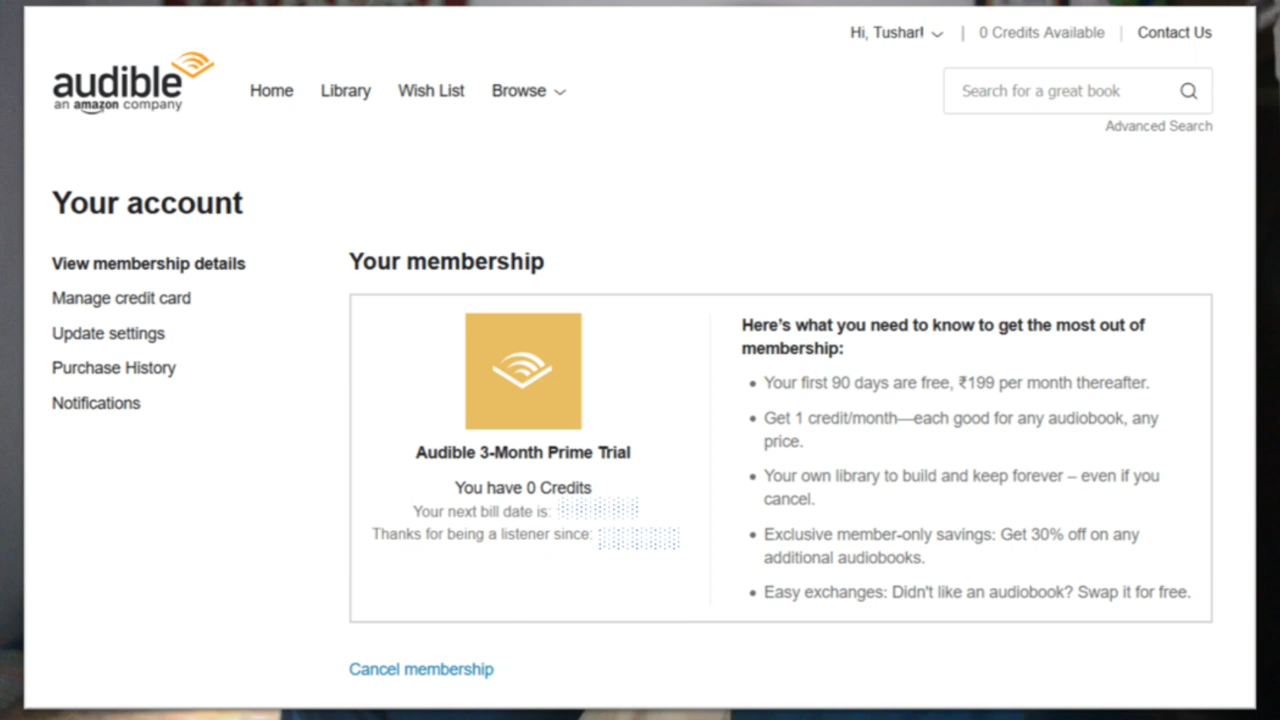 Hi, Tushar! | 0 Credits Available | Contact Us
audible
an amazon company
Home Library Wish List Browse
Search for a great book
Advanced Search
Your account
View membership details
Manage credit card
Update settings
Purchase History
Notifications
Your membership
Audible 3-Month Prime Trial
You have 0 Credits
Your next bill date is:
Thanks for being a listener since:
Here's what you need to know to get the most out of
membership:
• Your first 90 days are free, ₹199 per month thereafter.
• Get 1 credit/month—each good for any audiobook, any
price.
• Your own library to build and keep forever – even if you
cancel.
• Exclusive member-only savings: Get 30% off on any
additional audiobooks.
• Easy exchanges: Didn't like an audiobook? Swap it for free.
Cancel membership